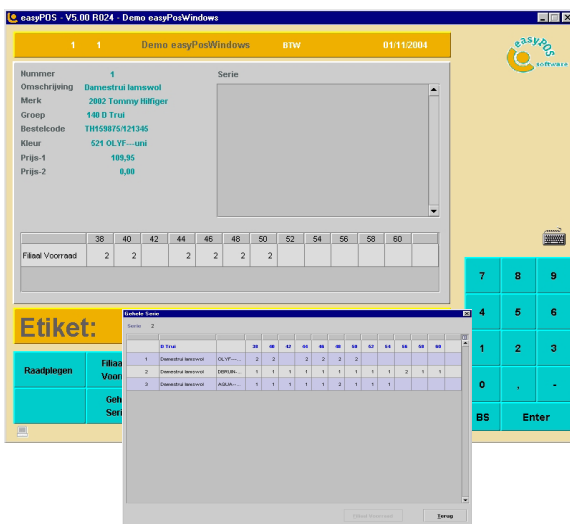 easyPOS - V5.00 R024 - Demo easyPosWindows
1 1 Demo easyPosWindows BTW 01/11/2004
easyPOS
software
Nummer 1 Serie
Omschrijving Damestrui lamswol
Merk 2002 Tommy Hilfiger
Groep 140 D Trui
Bestelcode TH159875/121345
Kleur 521 OLYF---uni
Prijs-1 109,95
Prijs-2 0,00
38 40 42 44 46 48 50 52 54 56 58 60
Filiaal Voorraad 2 2 2 2 2 2
7 8 9
4 5 6
1 2 3
0 , -
BS Enter
Etiket:
Raadplegen
Filiaa
Voor
Geh
Seri
Gehele Serie
Serie 2
D Trui 38 40 42 44 46 48 50 52 54 56 58 60
1 Damestrui lamswol OLYF---... 2 2 2 2 2 2
2 Damestrui lamswol DBRUIN-... 1 1 1 1 1 1 1 1 1 2 1 1
3 Damestrui lamswol AQUA--... 1 1 1 1 1 2 1 1 1
Terug